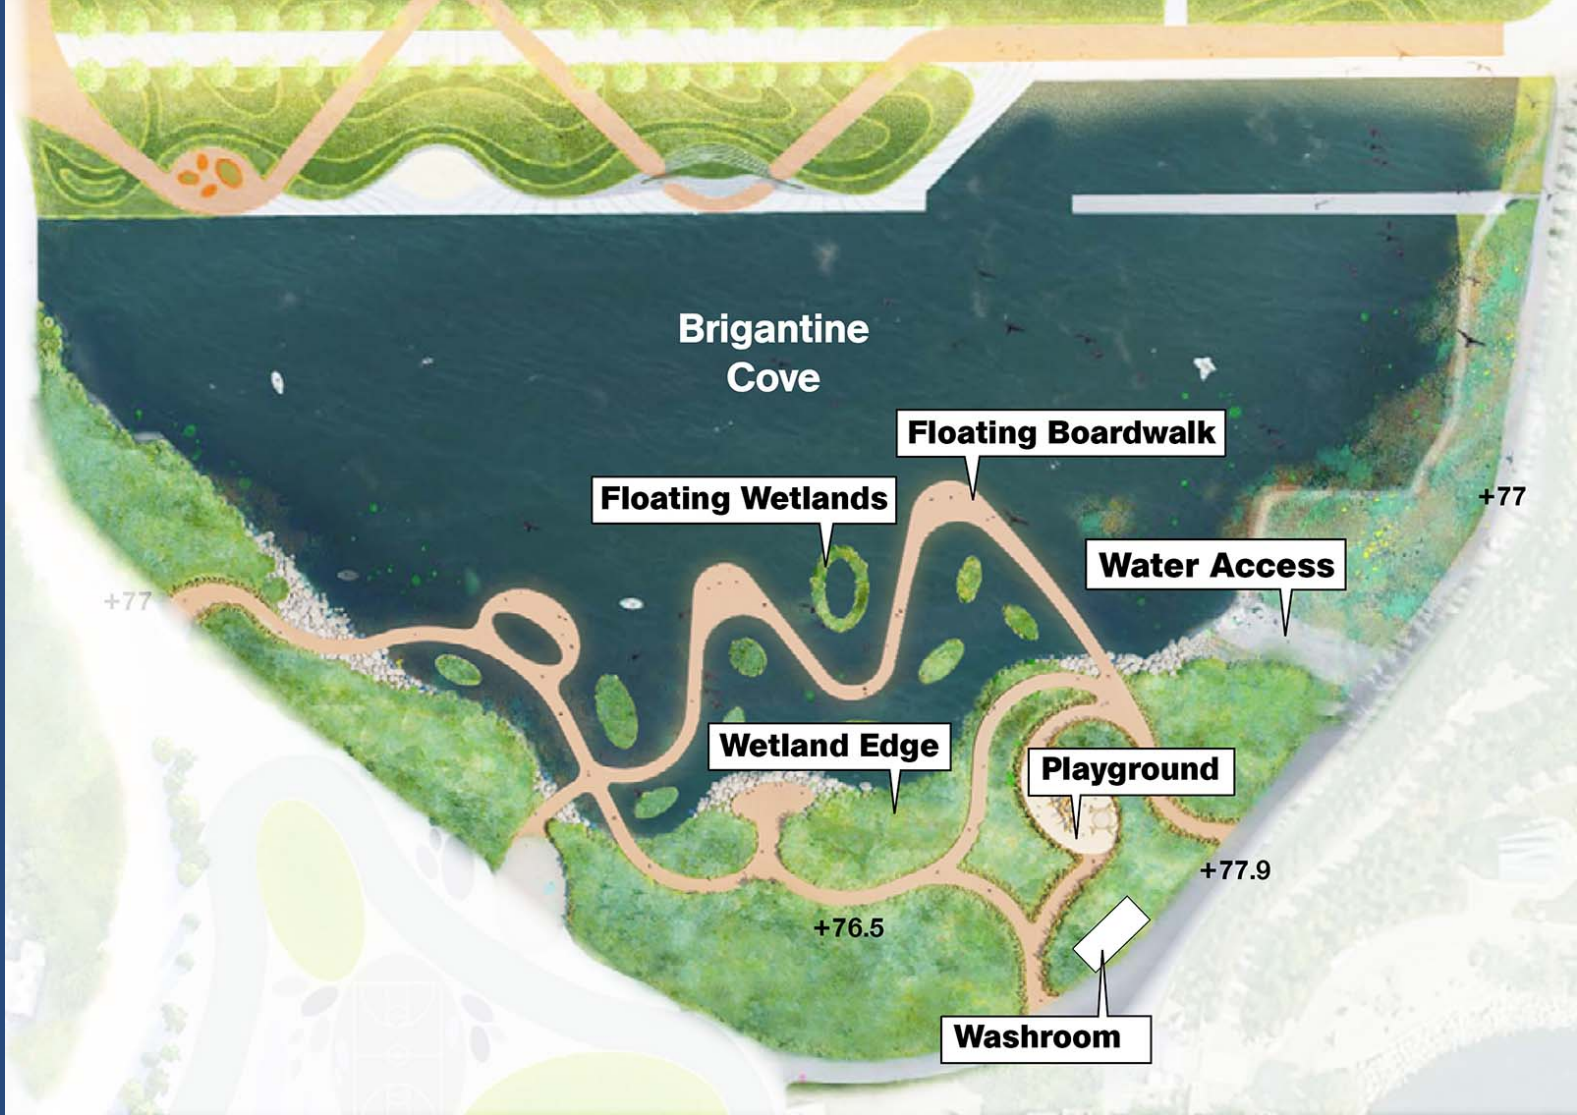 Brigantine
Cove
Floating Boardwalk
Floating Wetlands
+77
Water Access
+77
Wetland Edge
Playground
+77.9
+76.5
Washroom